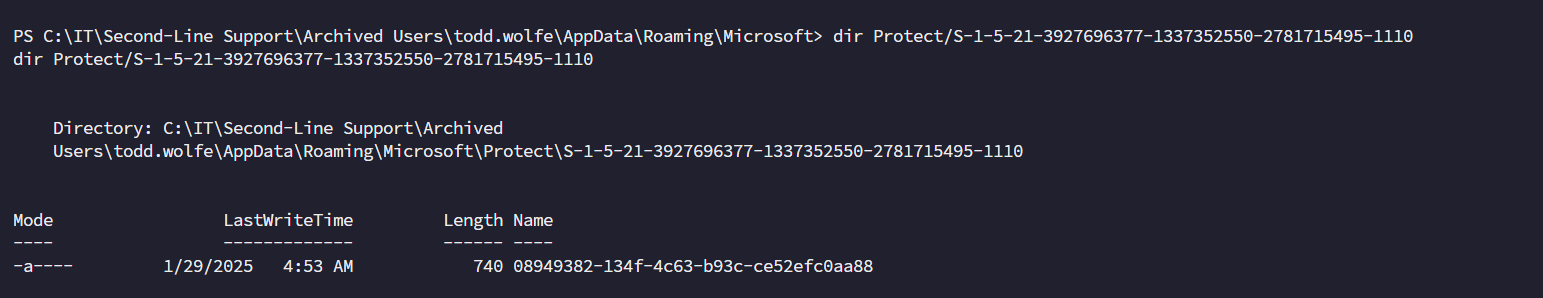 PS C:\IT\Second-Line Support\Archived Users\todd.wolfe\AppData\Roaming\Microsoft> dir Protect/S-1-5-21-3927696377-1337352550-2781715495-1110
dir Protect/S-1-5-21-3927696377-1337352550-2781715495-1110
Directory: C:\IT\Second-Line Support\Archived
Users\todd.wolfe\AppData\Roaming\Microsoft\Protect\S-1-5-21-3927696377-1337352550-2781715495-1110
Mode LastWriteTime Length Name
---- ------------- ------ ----
-a---- 1/29/2025 4:53 AM 740 08949382-134f-4c63-b93c-ce52efc0aa88